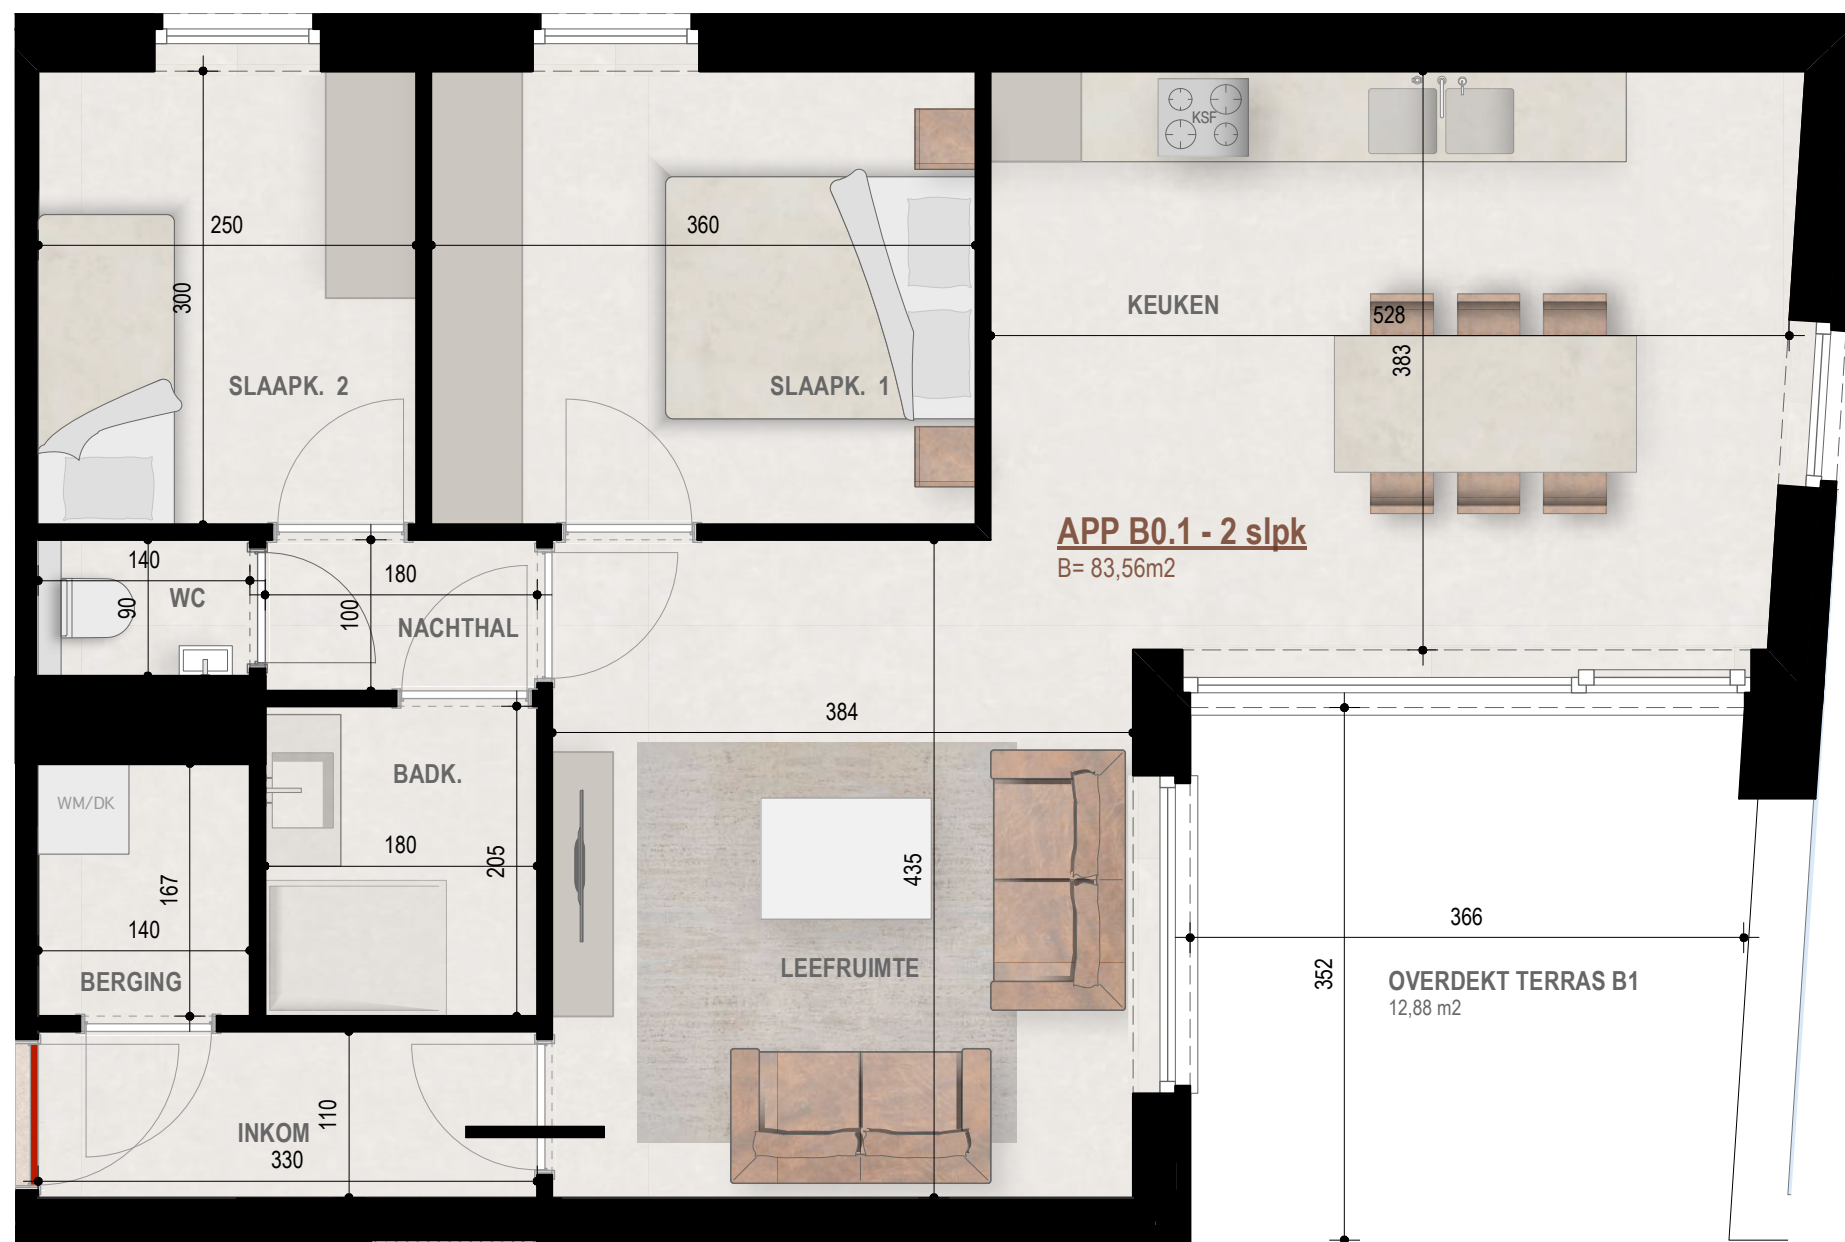 KSF
250
360
300
KEUKEN
528
383
SLAAPK. 2
SLAAPK. 1
APP B0.1 - 2 slpk
B= 83,56m2
140
WC
90
180
100
NACHTHAL
384
BADK.
WM/DK
180
205
435
167
140
BERGING
LEEFRUIMTE
366
352
OVERDEKT TERRAS B1
12,88 m2
110
INKOM
330